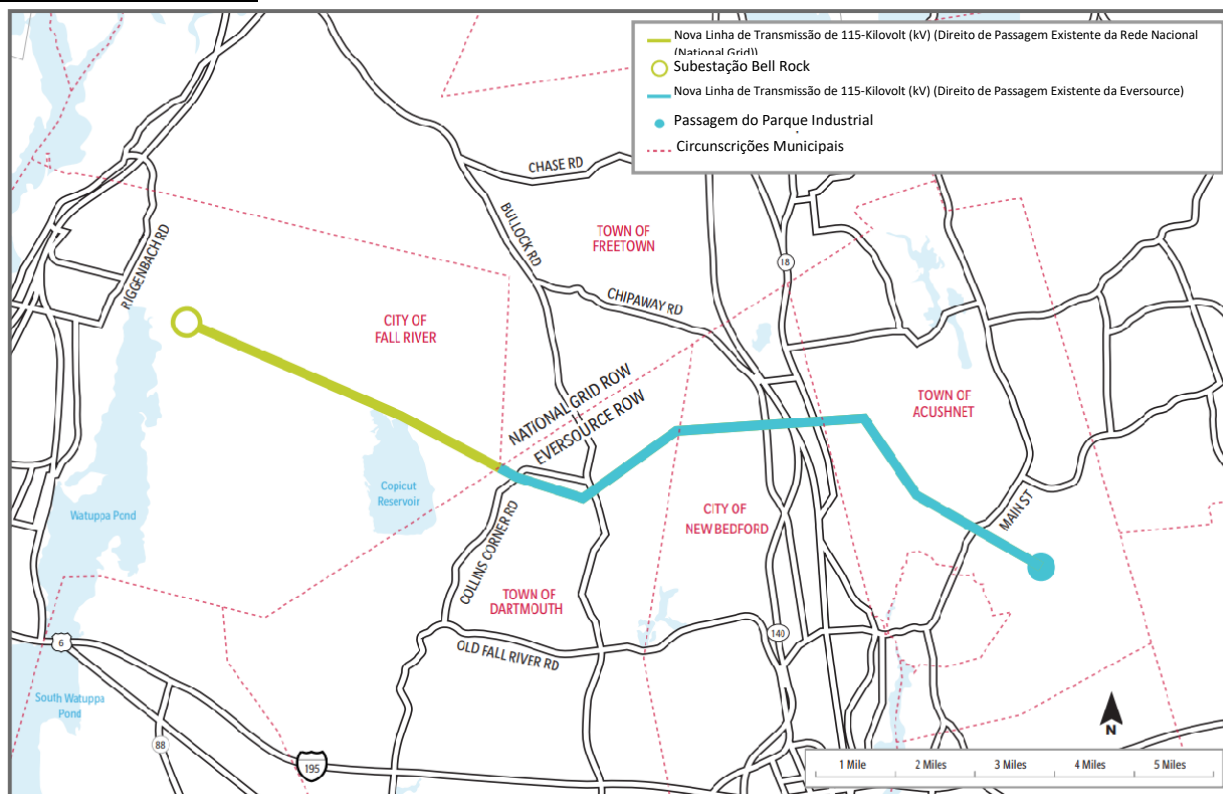 Nova Linha de Transmissão de 115-Kilovolt (kV) (Direito de Passagem Existente da Rede Nacional
(National Grid))
Subestação Bell Rock
Nova Linha de Transmissão de 115-Kilovolt (kV) (Direito de Passagem Existente da Eversource)
Passagem do Parque Industrial
Circunscrições Municipais
CHASE RD
BULLOCK RD
TOWN OF
FREETOWN
RIGGENBACH RD
18
CHIPAWAY RD
CITY OF
FALL RIVER
NATIONAL GRID ROW
EVERSOURCE ROW
TOWN OF
ACUSHNET
Copicut
Reservoir
Watuppa Pond
CITY OF
NEW BEDFORD
MAIN ST
COLLINS CORNER RD
TOWN OF
DARTMOUTH
OLD FALL RIVER RD
140
6
South Watuppa
Pond
88
195
N
1 Mile
2 Miles
3 Miles
4 Miles
5 Miles